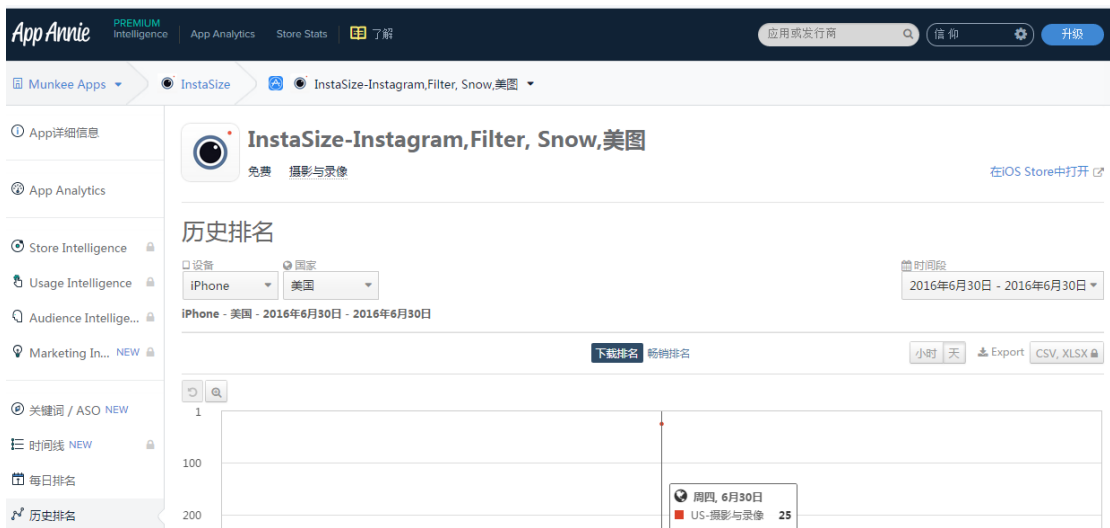 App Annie PREMIUM Intelligence App Analytics Store Stats 了解 应用或发行商 信仰 升级
Munkee Apps InstaSize InstaSize-Instagram,Filter, Snow,美图
App详细信息
App Analytics
Store Intelligence
Usage Intelligence
Audience Intellige...
Marketing In... NEW
关键词 / ASO NEW
时间线 NEW
每日排名
历史排名
InstaSize-Instagram,Filter, Snow,美图
免费 摄影与录像
在iOS Store中打开
历史排名
设备 国家 时间段
iPhone 美国 2016年6月30日 - 2016年6月30日
iPhone - 美国 - 2016年6月30日 - 2016年6月30日
下载排名 畅销排名 小时 天 Export CSV, XLSX
1
100
200
周四, 6月30日
US-摄影与录像 25